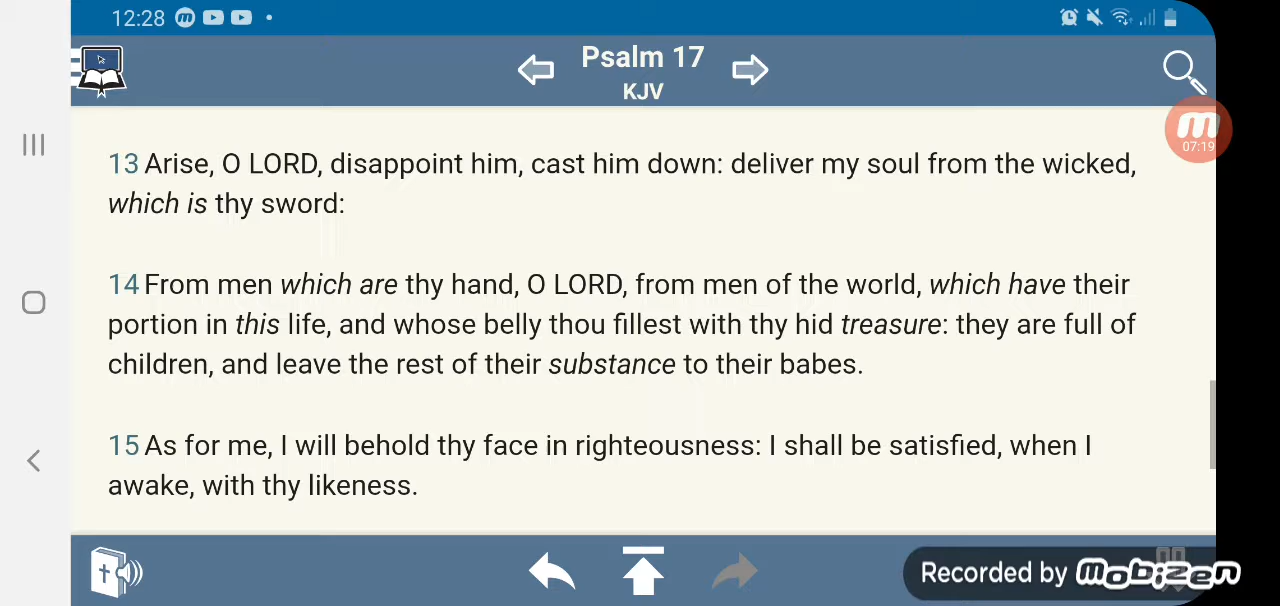 12:28
Psalm 17
KJV
07:19
13 Arise, O LORD, disappoint him, cast him down: deliver my soul from the wicked,
which is thy sword:
14 From men which are thy hand, O LORD, from men of the world, which have their
portion in this life, and whose belly thou fillest with thy hid treasure: they are full of
children, and leave the rest of their substance to their babes.
15 As for me, I will behold thy face in righteousness: I shall be satisfied, when I
awake, with thy likeness.
Recorded by Mobizen